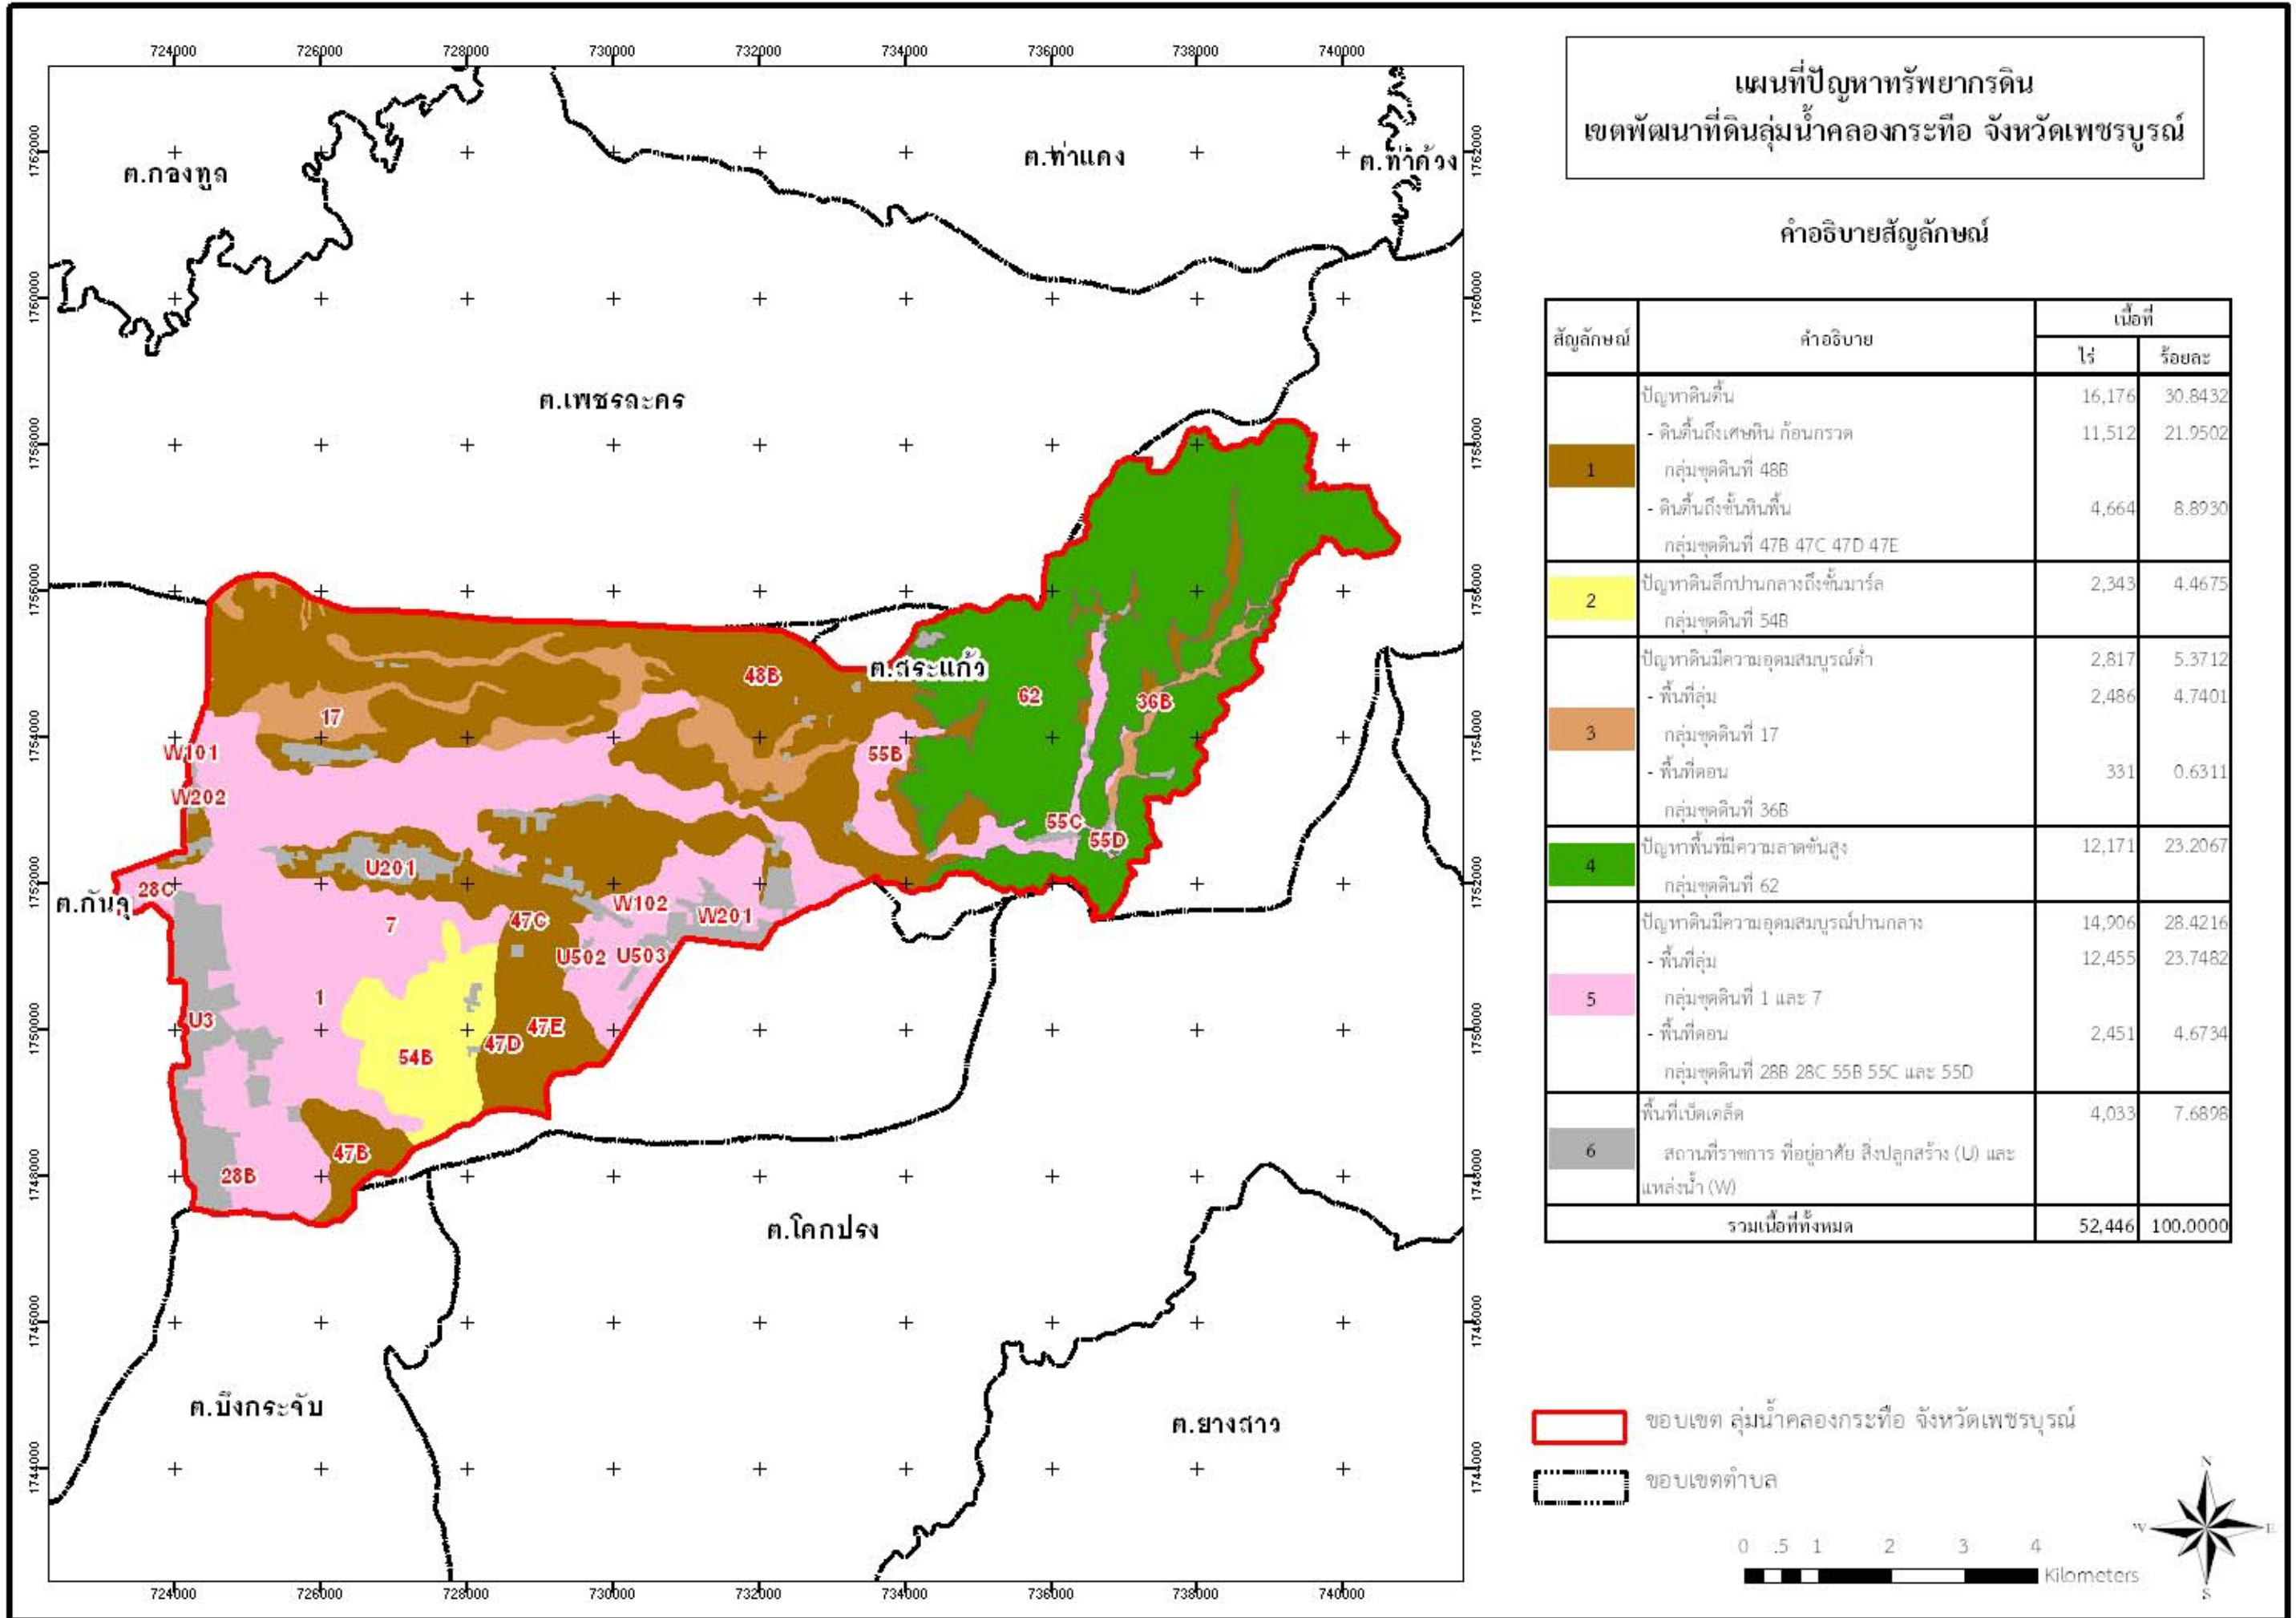 แผนที่ปัญหาทรัพยากรดิน
เขตพัฒนาที่ดินลุ่มน้ำคลองกระทือ จังหวัดเพชรบูรณ์
คำอธิบายสัญลักษณ์
สัญลักษณ์ คำอธิบาย เนื้อที่
ไร่ ร้อยละ
1
ปัญหาดินตื้น 16,176 30.8432
- ดินตื้นถึงเศษหิน ก้อนกรวด 11,512 21.9502
กลุ่มชุดดินที่ 48B
- ดินตื้นถึงชั้นหินพื้น 4,664 8.8930
กลุ่มชุดดินที่ 47B 47C 47D 47E
2
ปัญหาดินลึกปานกลางถึงชั้นมาร์ล 2,343 4.4675
กลุ่มชุดดินที่ 54B
3
ปัญหาดินมีความอุดมสมบูรณ์ต่ำ 2,817 5.3712
- พื้นที่ลุ่ม 2,486 4.7401
กลุ่มชุดดินที่ 17
- พื้นที่ดอน 331 0.6311
กลุ่มชุดดินที่ 36B
4
ปัญหาพื้นที่มีความลาดชันสูง 12,171 23.2067
กลุ่มชุดดินที่ 62
5
ปัญหาดินมีความอุดมสมบูรณ์ปานกลาง 14,906 28.4216
- พื้นที่ลุ่ม 12,455 23.7482
กลุ่มชุดดินที่ 1 และ 7
- พื้นที่ดอน 2,451 4.6734
กลุ่มชุดดินที่ 28B 28C 55B 55C และ 55D
6
พื้นที่เบ็ดเตล็ด 4,033 7.6898
สถานที่ราชการ ที่อยู่อาศัย สิ่งปลูกสร้าง (U) และ
แหล่งน้ำ (W)
รวมเนื้อที่ทั้งหมด 52,446 100.0000
ขอบเขต ลุ่มน้ำคลองกระทือ จังหวัดเพชรบุรณ์
ขอบเขตตำบล
0 .5 1 2 3 4
Kilometers
N
W E
S
724000 726000 728000 730000 732000 734000 736000 738000 740000
1762000 1762000
1760000 1760000
1758000 1758000
1756000 1756000
1754000 1754000
1752000 1752000
1750000 1750000
1748000 1748000
1746000 1746000
1744000 1744000
724000 726000 728000 730000 732000 734000 736000 738000 740000
ต.กองทูล
ต.ท่าแดง
ต.ท่าด้วง
ต.เพชรละคร
ต.สระแก้ว
48B
62
36B
17
W101
55B
W202
55C
55D
U201
28C
ต.กันจุ
W102
W201
47C
7
U502
U503
1
U3
47E
47D
54B
47B
28B
ต.โคกปรง
ต.บึงกระจับ
ต.ยางสาว